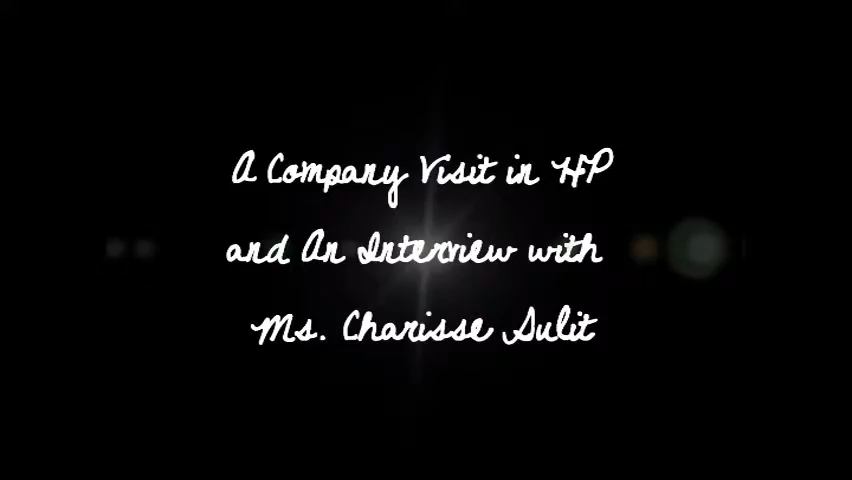 A Company Visit in HP
and An Interview with
Ms. Charisse Sulit